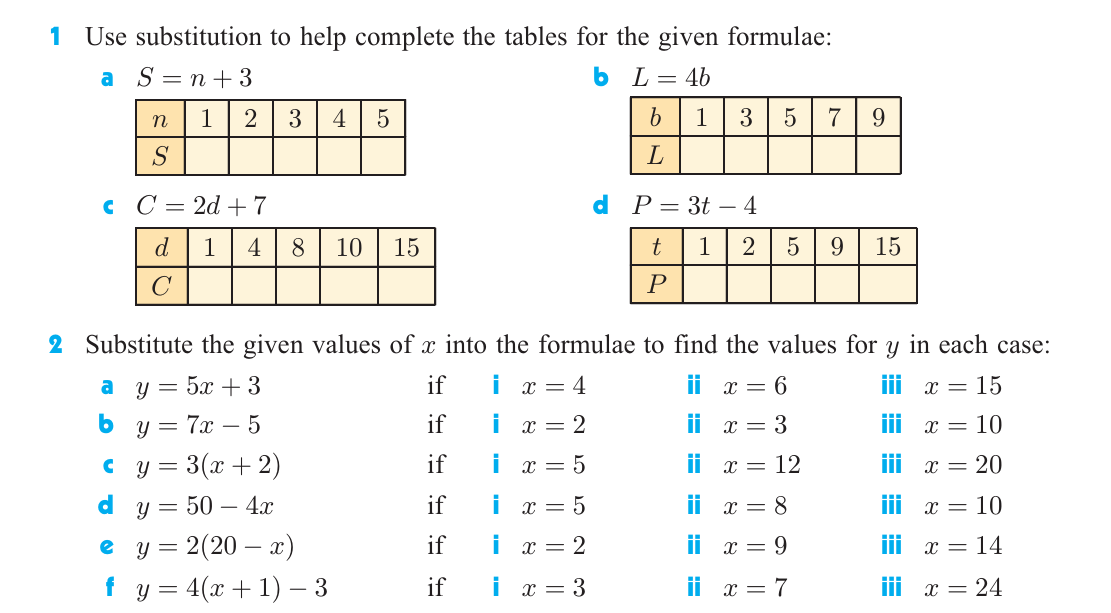 1 Use substitution to help complete the tables for the given formulae:
a S = n + 3
n 1 2 3 4 5
S
b L = 4b
b 1 3 5 7 9
L
c C = 2d + 7
d 1 4 8 10 15
C
d P = 3t − 4
t 1 2 5 9 15
P
2 Substitute the given values of x into the formulae to find the values for y in each case:
a y = 5x + 3 if i x = 4 ii x = 6 iii x = 15
b y = 7x − 5 if i x = 2 ii x = 3 iii x = 10
c y = 3(x + 2) if i x = 5 ii x = 12 iii x = 20
d y = 50 − 4x if i x = 5 ii x = 8 iii x = 10
e y = 2(20 − x) if i x = 2 ii x = 9 iii x = 14
f y = 4(x + 1) − 3 if i x = 3 ii x = 7 iii x = 24